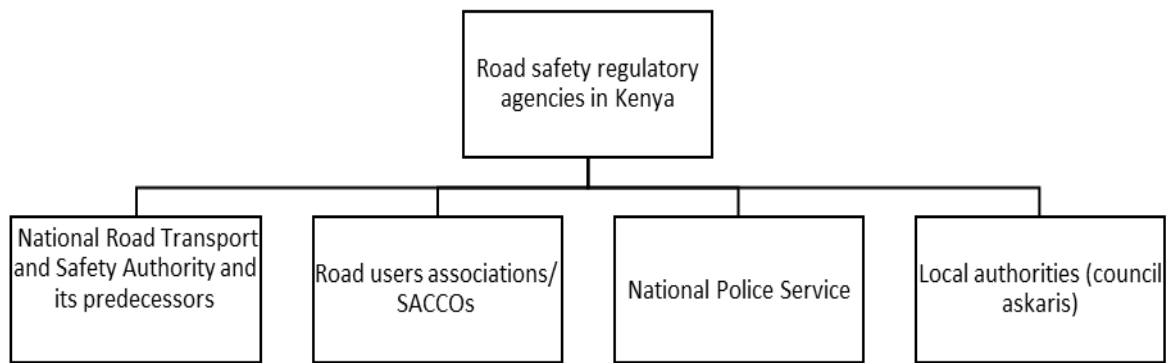 Road safety regulatory
agencies in Kenya
National Road Transport
and Safety Authority and
its predecessors
Road users associations/
SACCOs
National Police Service
Local authorities (council
askaris)